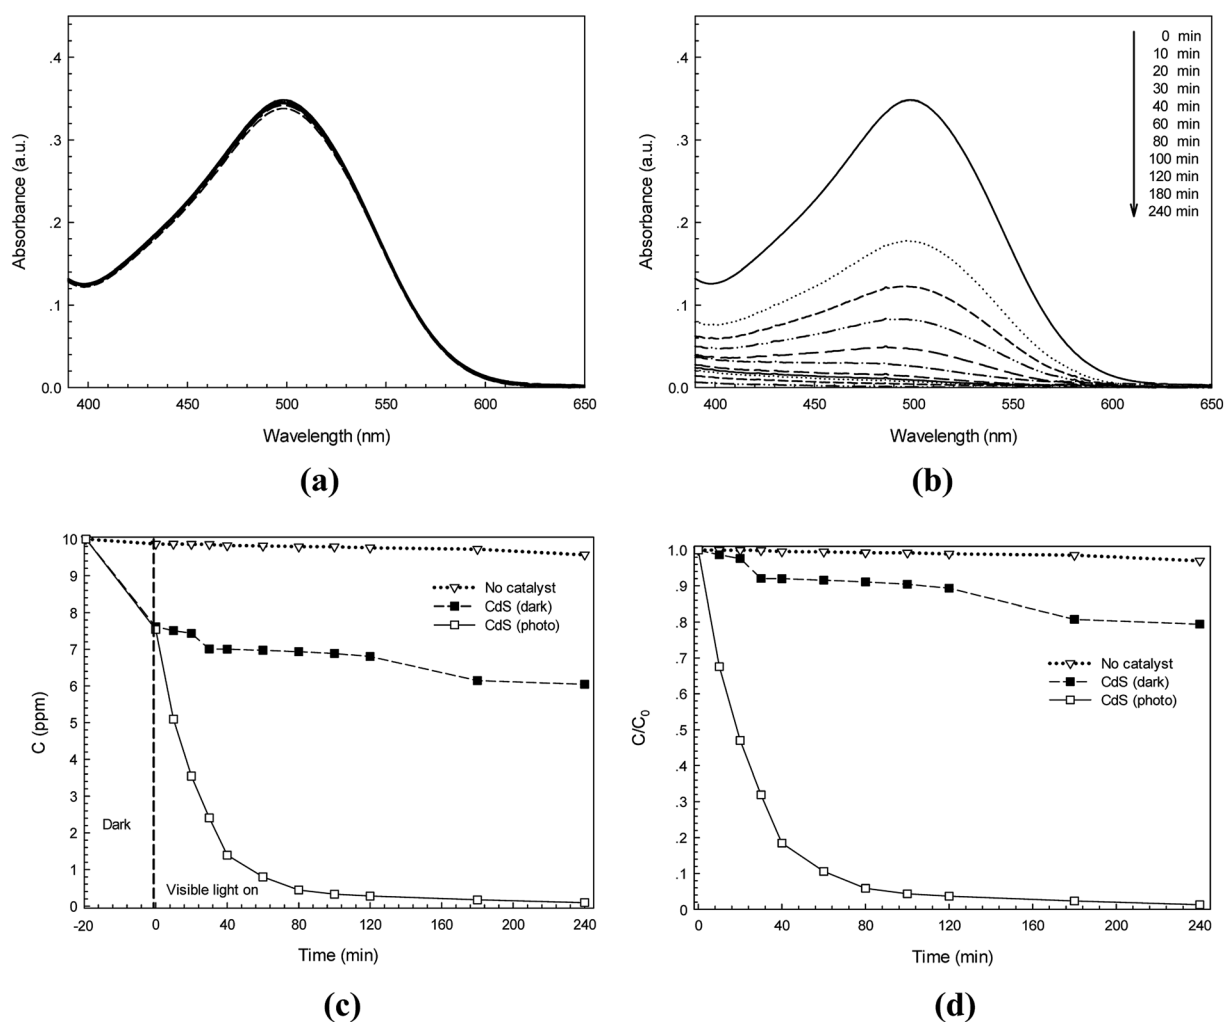 .4
.3
.2
.1
0.0
400 450 500 550 600 650
Absorbance (a.u.)
Wavelength (nm)
(a)
.4
.3
.2
.1
0.0
400 450 500 550 600 650
Absorbance (a.u.)
Wavelength (nm)
0 min
10 min
20 min
30 min
40 min
60 min
80 min
100 min
120 min
180 min
240 min
(b)
10
9
8
7
6
5
4
3
2
1
0
-20 0 40 80 120 160 200 240
C (ppm)
Time (min)
No catalyst
CdS (dark)
CdS (photo)
Dark
Visible light on
(c)
1.0
.9
.8
.7
.6
.5
.4
.3
.2
.1
0
0 40 80 120 160 200 240
C/C0
Time (min)
No catalyst
CdS (dark)
CdS (photo)
(d)